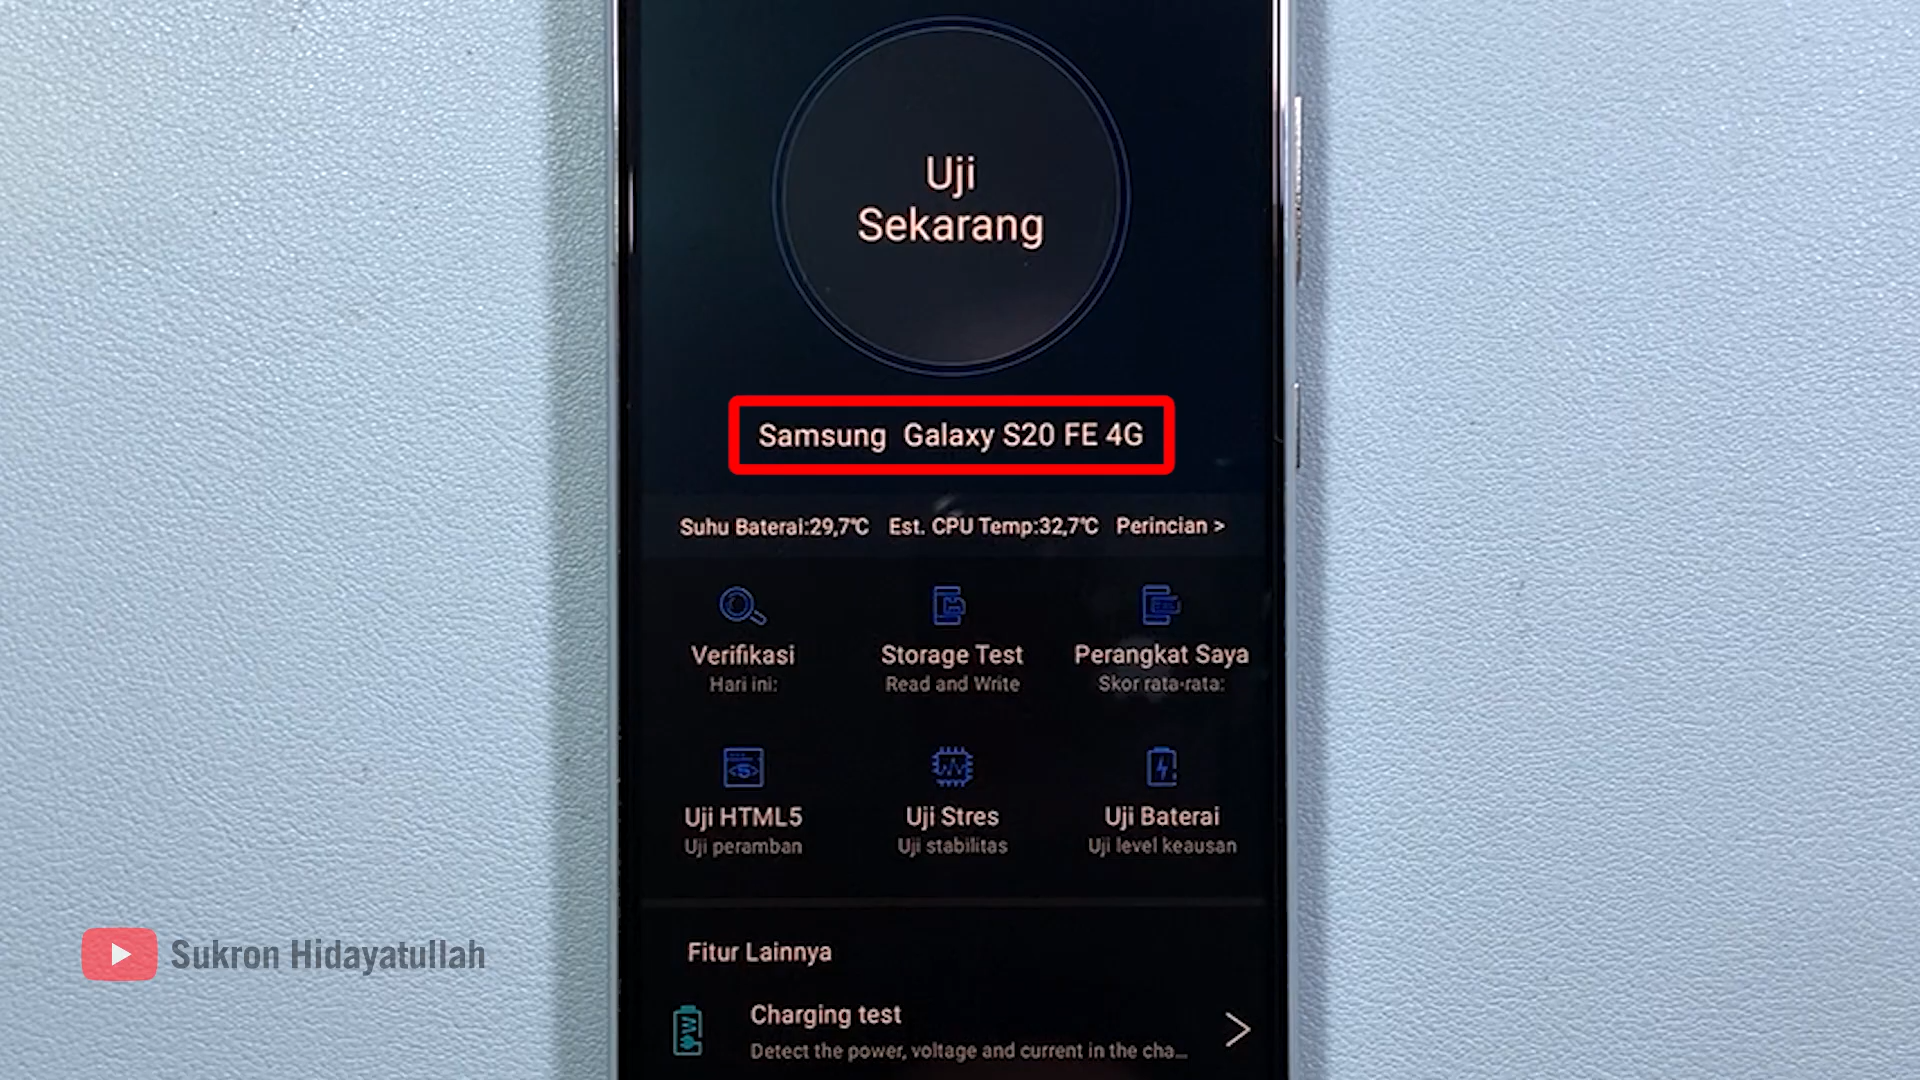 Uji
Sekarang
Samsung Galaxy S20 FE 4G
Suhu Baterai:29,7℃ Est. CPU Temp:32,7℃ Perincian >
Verifikasi
Hari ini:
Storage Test
Read and Write
Perangkat Saya
Skor rata-rata:
Uji HTML5
Uji peramban
Uji Stres
Uji stabilitas
Uji Baterai
Uji level keausan
Fitur Lainnya
Charging test
Detect the power, voltage and current in the cha...
Sukron Hidayatullah